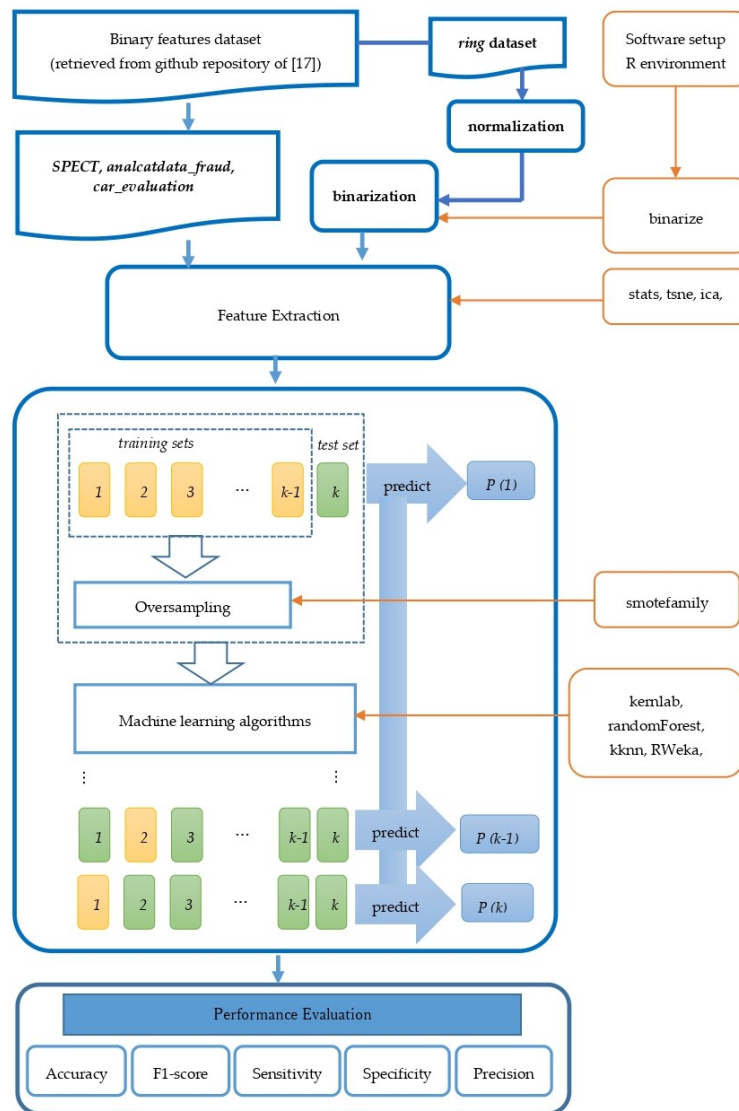 Binary features dataset
(retrieved from github repository of [17])
ring dataset
Software setup
R environment
normalization
SPECT, analcatdata_fraud,
car_evaluation
binarization
binarize
Feature Extraction
stats, tsne, ica,
training sets
test set
1 2 3 ... k-1 k
predict
P (1)
Oversampling
smotefamily
Machine learning algorithms
kernlab,
randomForest,
kknn, RWeka,
⋮ ⋮
1 2 3 ... k-1 k
predict
P (k-1)
1 2 3 ... k-1 k
predict
P (k)
Performance Evaluation
Accuracy
F1-score
Sensitivity
Specificity
Precision